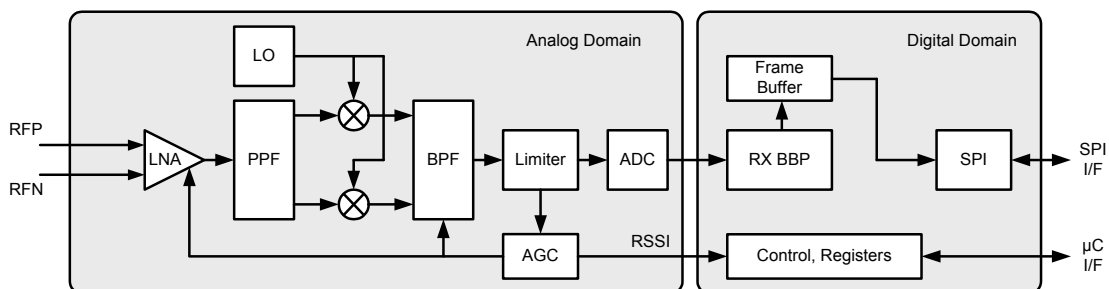 Analog Domain
Digital Domain
LO
Frame
Buffer
RFP
RFN
LNA
PPF
BPF
Limiter
ADC
RX BBP
SPI
SPI
I/F
AGC
RSSI
Control, Registers
µC
I/F